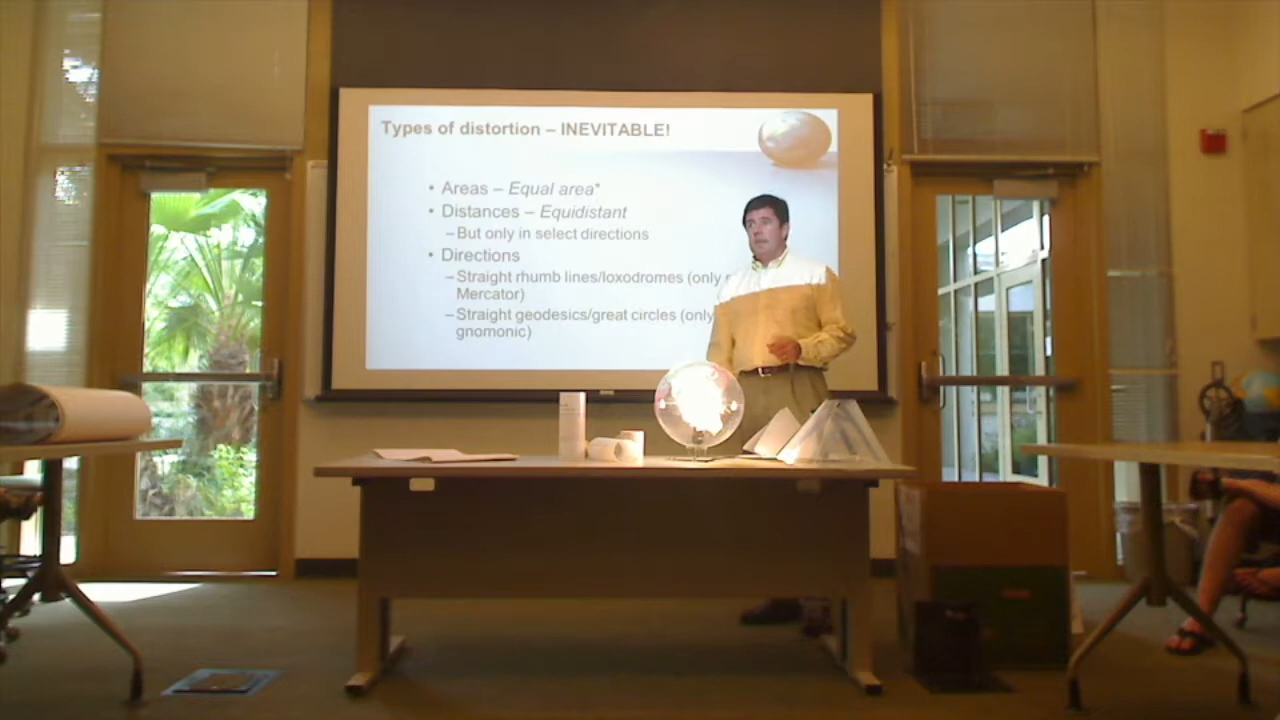 Types of distortion – INEVITABLE!
• Areas – Equal area*
• Distances – Equidistant
– But only in select directions
• Directions
– Straight rhumb lines/loxodromes (only
Mercator)
– Straight geodesics/great circles (only
gnomonic)